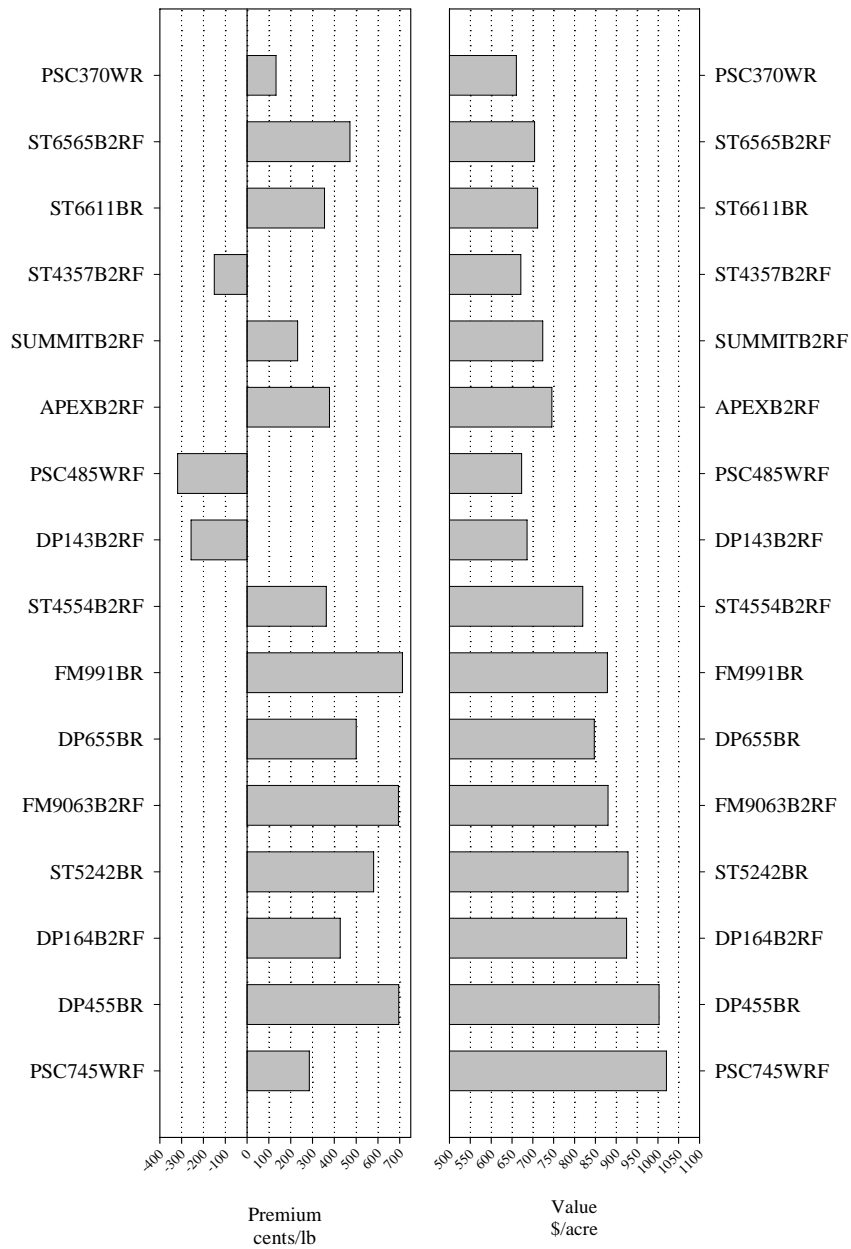 PSC370WR
ST6565B2RF
ST6611BR
ST4357B2RF
SUMMITB2RF
APEXB2RF
PSC485WRF
DP143B2RF
ST4554B2RF
FM991BR
DP655BR
FM9063B2RF
ST5242BR
DP164B2RF
DP455BR
PSC745WRF
-400 -300 -200 -100 0 100 200 300 400 500 600 700
Premium
cents/lb
PSC370WR
ST6565B2RF
ST6611BR
ST4357B2RF
SUMMITB2RF
APEXB2RF
PSC485WRF
DP143B2RF
ST4554B2RF
FM991BR
DP655BR
FM9063B2RF
ST5242BR
DP164B2RF
DP455BR
PSC745WRF
500 550 600 650 700 750 800 850 900 950 1000 1050 1100
Value
$/acre